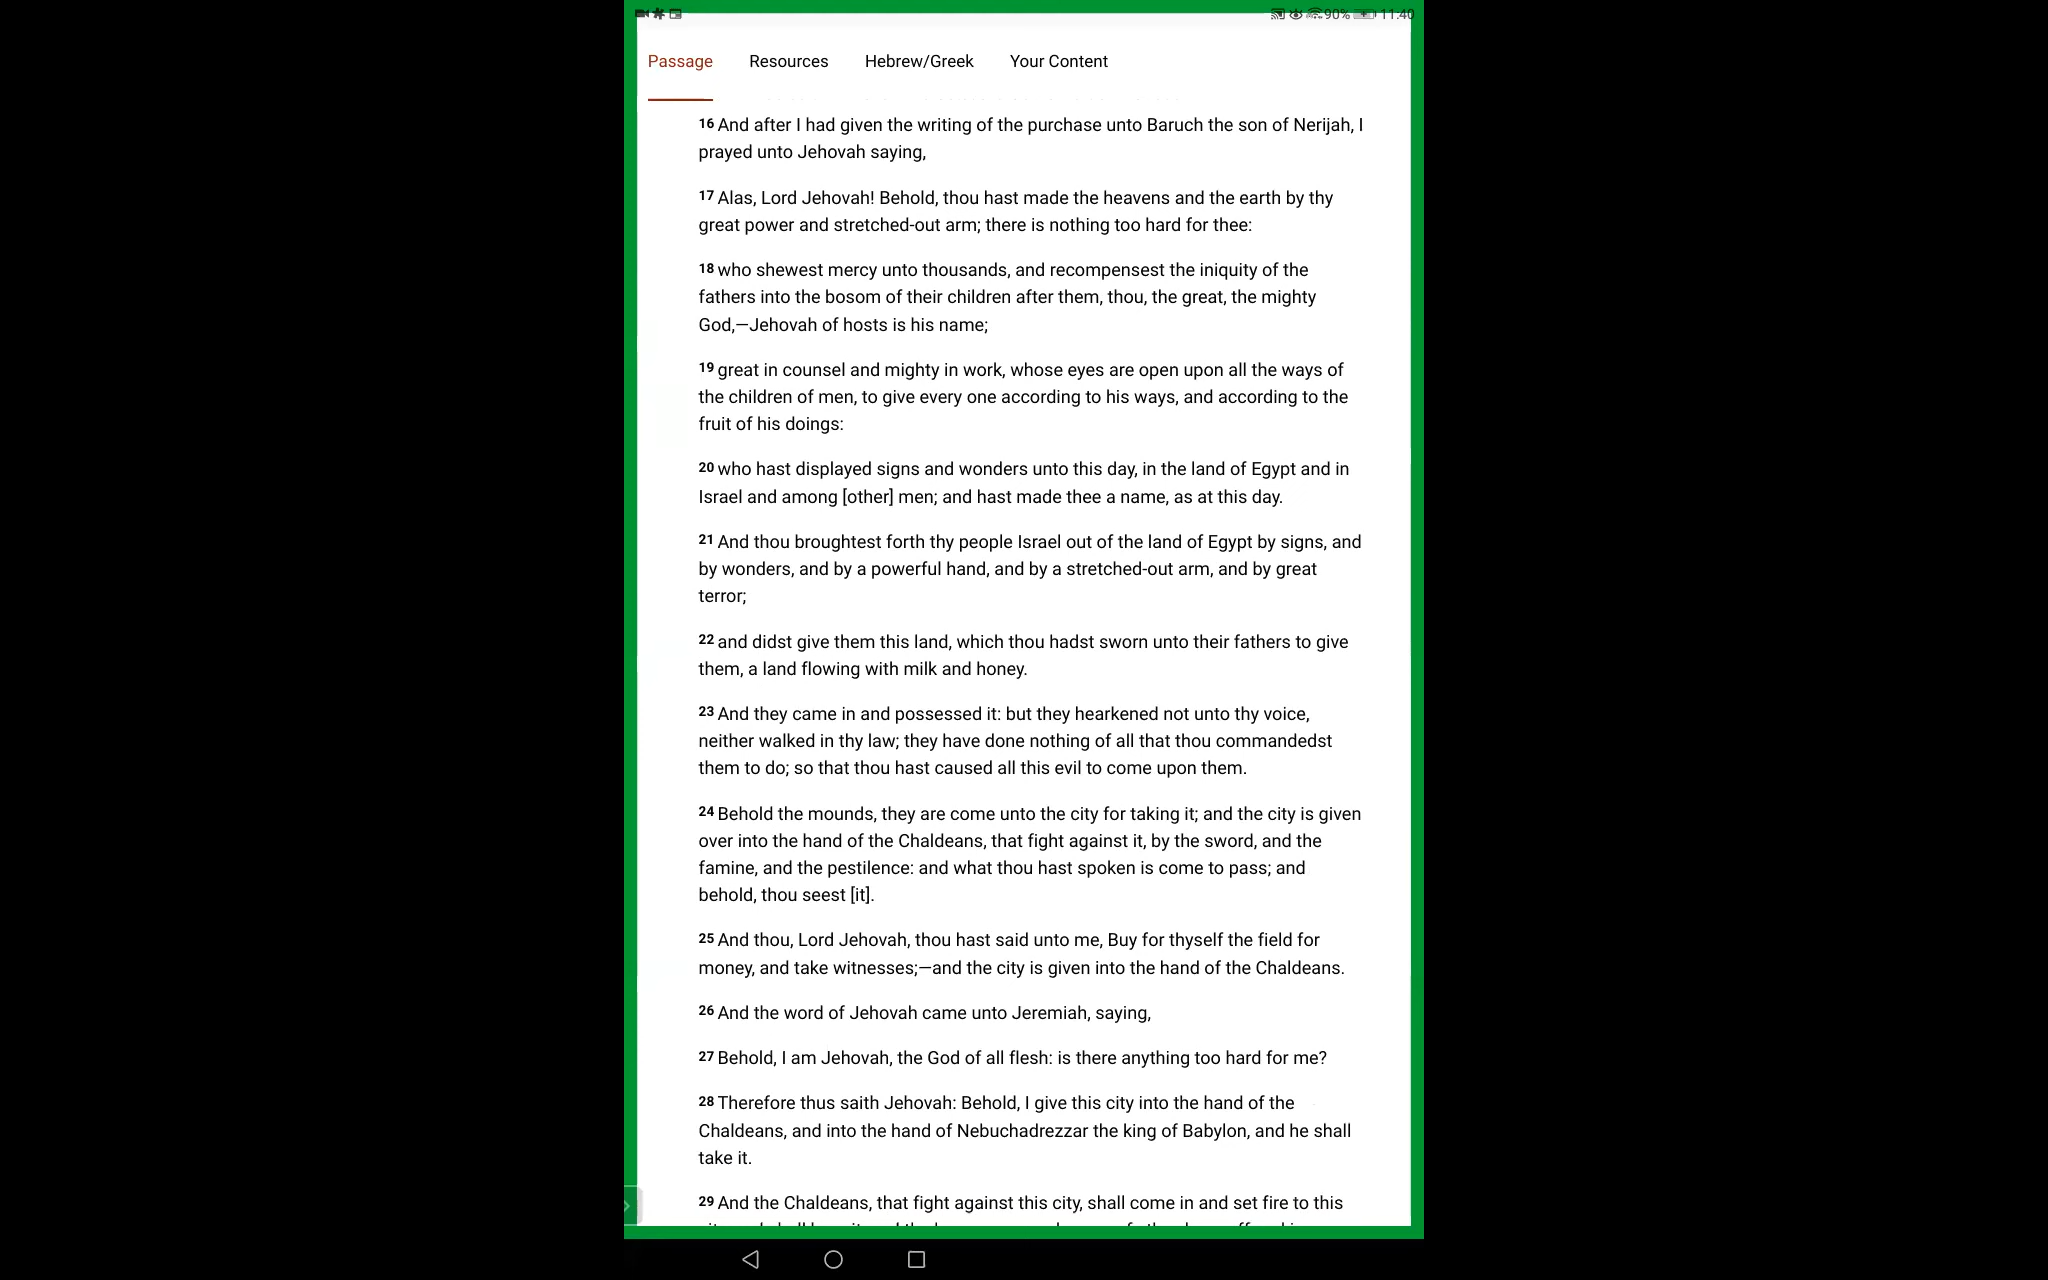 90% 11:40
Passage Resources Hebrew/Greek Your Content
16 And after I had given the writing of the purchase unto Baruch the son of Nerijah, I
prayed unto Jehovah saying,
17 Alas, Lord Jehovah! Behold, thou hast made the heavens and the earth by thy
great power and stretched-out arm; there is nothing too hard for thee:
18 who shewest mercy unto thousands, and recompensest the iniquity of the
fathers into the bosom of their children after them, thou, the great, the mighty
God,—Jehovah of hosts is his name;
19 great in counsel and mighty in work, whose eyes are open upon all the ways of
the children of men, to give every one according to his ways, and according to the
fruit of his doings:
20 who hast displayed signs and wonders unto this day, in the land of Egypt and in
Israel and among [other] men; and hast made thee a name, as at this day.
21 And thou broughtest forth thy people Israel out of the land of Egypt by signs, and
by wonders, and by a powerful hand, and by a stretched-out arm, and by great
terror;
22 and didst give them this land, which thou hadst sworn unto their fathers to give
them, a land flowing with milk and honey.
23 And they came in and possessed it: but they hearkened not unto thy voice,
neither walked in thy law; they have done nothing of all that thou commandedst
them to do; so that thou hast caused all this evil to come upon them.
24 Behold the mounds, they are come unto the city for taking it; and the city is given
over into the hand of the Chaldeans, that fight against it, by the sword, and the
famine, and the pestilence: and what thou hast spoken is come to pass; and
behold, thou seest [it].
25 And thou, Lord Jehovah, thou hast said unto me, Buy for thyself the field for
money, and take witnesses;—and the city is given into the hand of the Chaldeans.
26 And the word of Jehovah came unto Jeremiah, saying,
27 Behold, I am Jehovah, the God of all flesh: is there anything too hard for me?
28 Therefore thus saith Jehovah: Behold, I give this city into the hand of the
Chaldeans, and into the hand of Nebuchadrezzar the king of Babylon, and he shall
take it.
29 And the Chaldeans, that fight against this city, shall come in and set fire to this